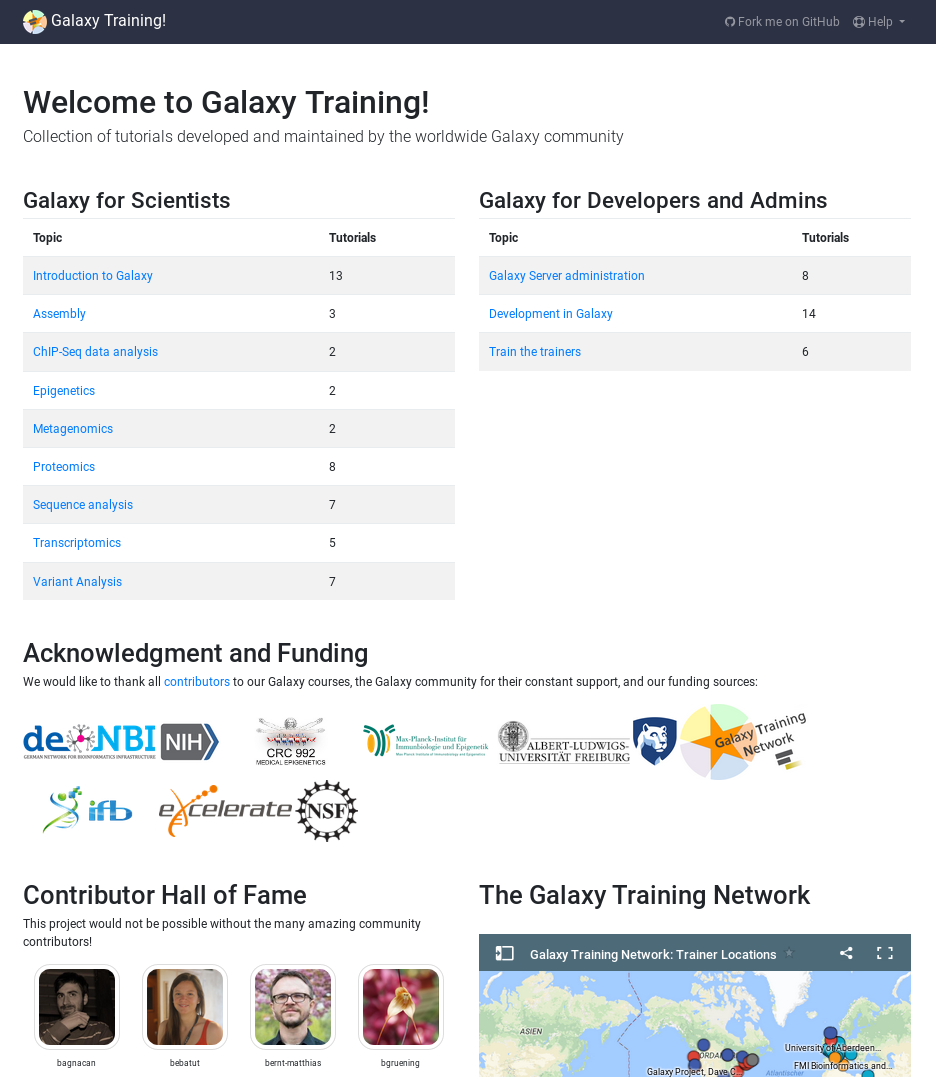 Galaxy Training!
Fork me on GitHub
Help
Welcome to Galaxy Training!
Collection of tutorials developed and maintained by the worldwide Galaxy community
Galaxy for Scientists
Topic Tutorials
Introduction to Galaxy 13
Assembly 3
ChIP-Seq data analysis 2
Epigenetics 2
Metagenomics 2
Proteomics 8
Sequence analysis 7
Transcriptomics 5
Variant Analysis 7
Galaxy for Developers and Admins
Topic Tutorials
Galaxy Server administration 8
Development in Galaxy 14
Train the trainers 6
Acknowledgment and Funding
We would like to thank all contributors to our Galaxy courses, the Galaxy community for their constant support, and our funding sources:
de NBI
GERMAN NETWORK FOR BIOINFORMATICS INFRASTRUCTURE
NIH
CRC 992
MEDICAL EPIGENETICS
Max-Planck-Institut für
Immunbiologie und Epigenetik
Max Planck Institute of Immunobiology and Epigenetics
ALBERT-LUDWIGS-
UNIVERSITÄT FREIBURG
Galaxy Training
Network
ifb
excelerate
NSF
Contributor Hall of Fame
This project would not be possible without the many amazing community
contributors!
bagnacan
bebatut
bernt-matthias
bgruening
The Galaxy Training Network
Galaxy Training Network: Trainer Locations
ASIEN
University of Aberdeen...
FMI Bioinformatics and...
Galaxy Project, Dave C...
Atlantischer